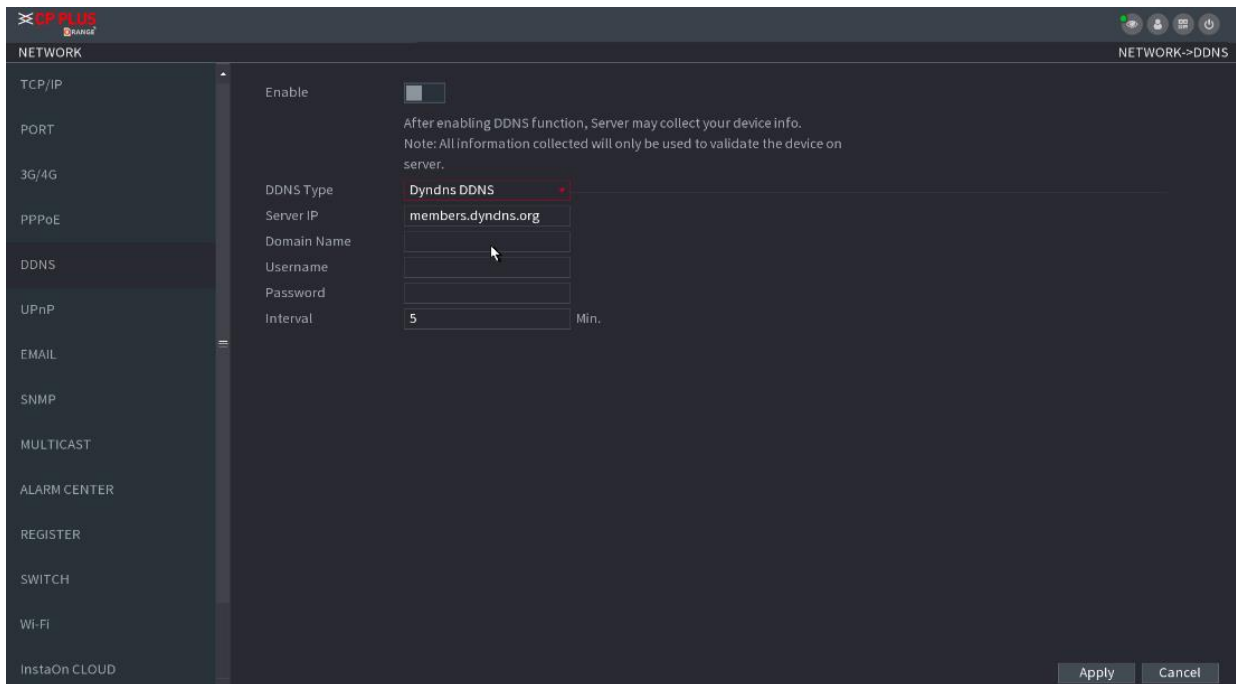 CP PLUS
ORANGE
NETWORK
NETWORK->DDNS
TCP/IP
PORT
3G/4G
PPPoE
DDNS
UPnP
EMAIL
SNMP
MULTICAST
ALARM CENTER
REGISTER
SWITCH
Wi-Fi
InstaOn CLOUD
Enable
After enabling DDNS function, Server may collect your device info.
Note: All information collected will only be used to validate the device on
server.
DDNS Type Dyndns DDNS
Server IP members.dyndns.org
Domain Name
Username
Password
Interval 5 Min.
Apply Cancel